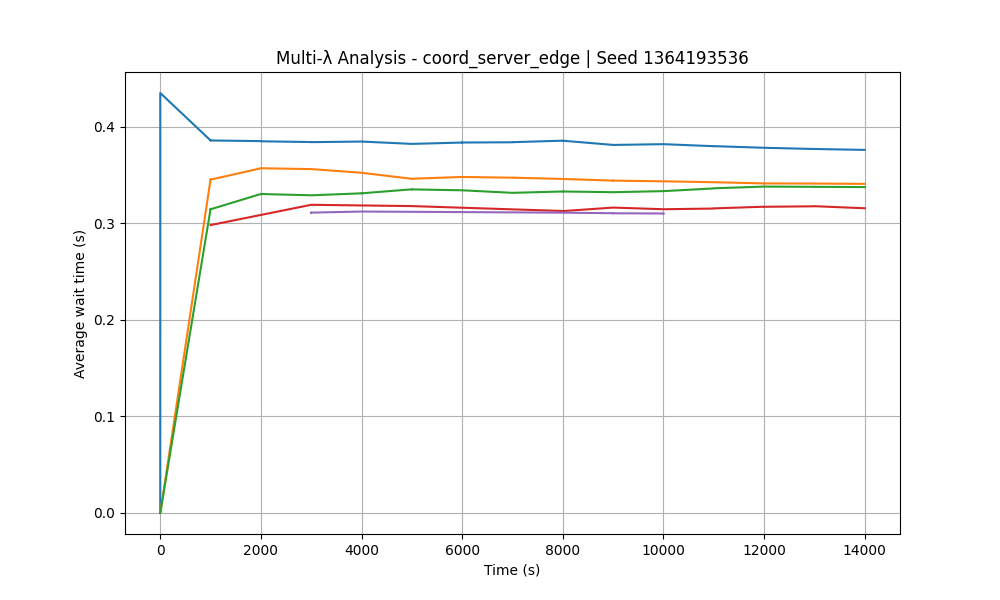 Multi-λ Analysis - coord_server_edge | Seed 1364193536
Average wait time (s)
0.4
0.3
0.2
0.1
0.0
0 2000 4000 6000 8000 10000 12000 14000
Time (s)